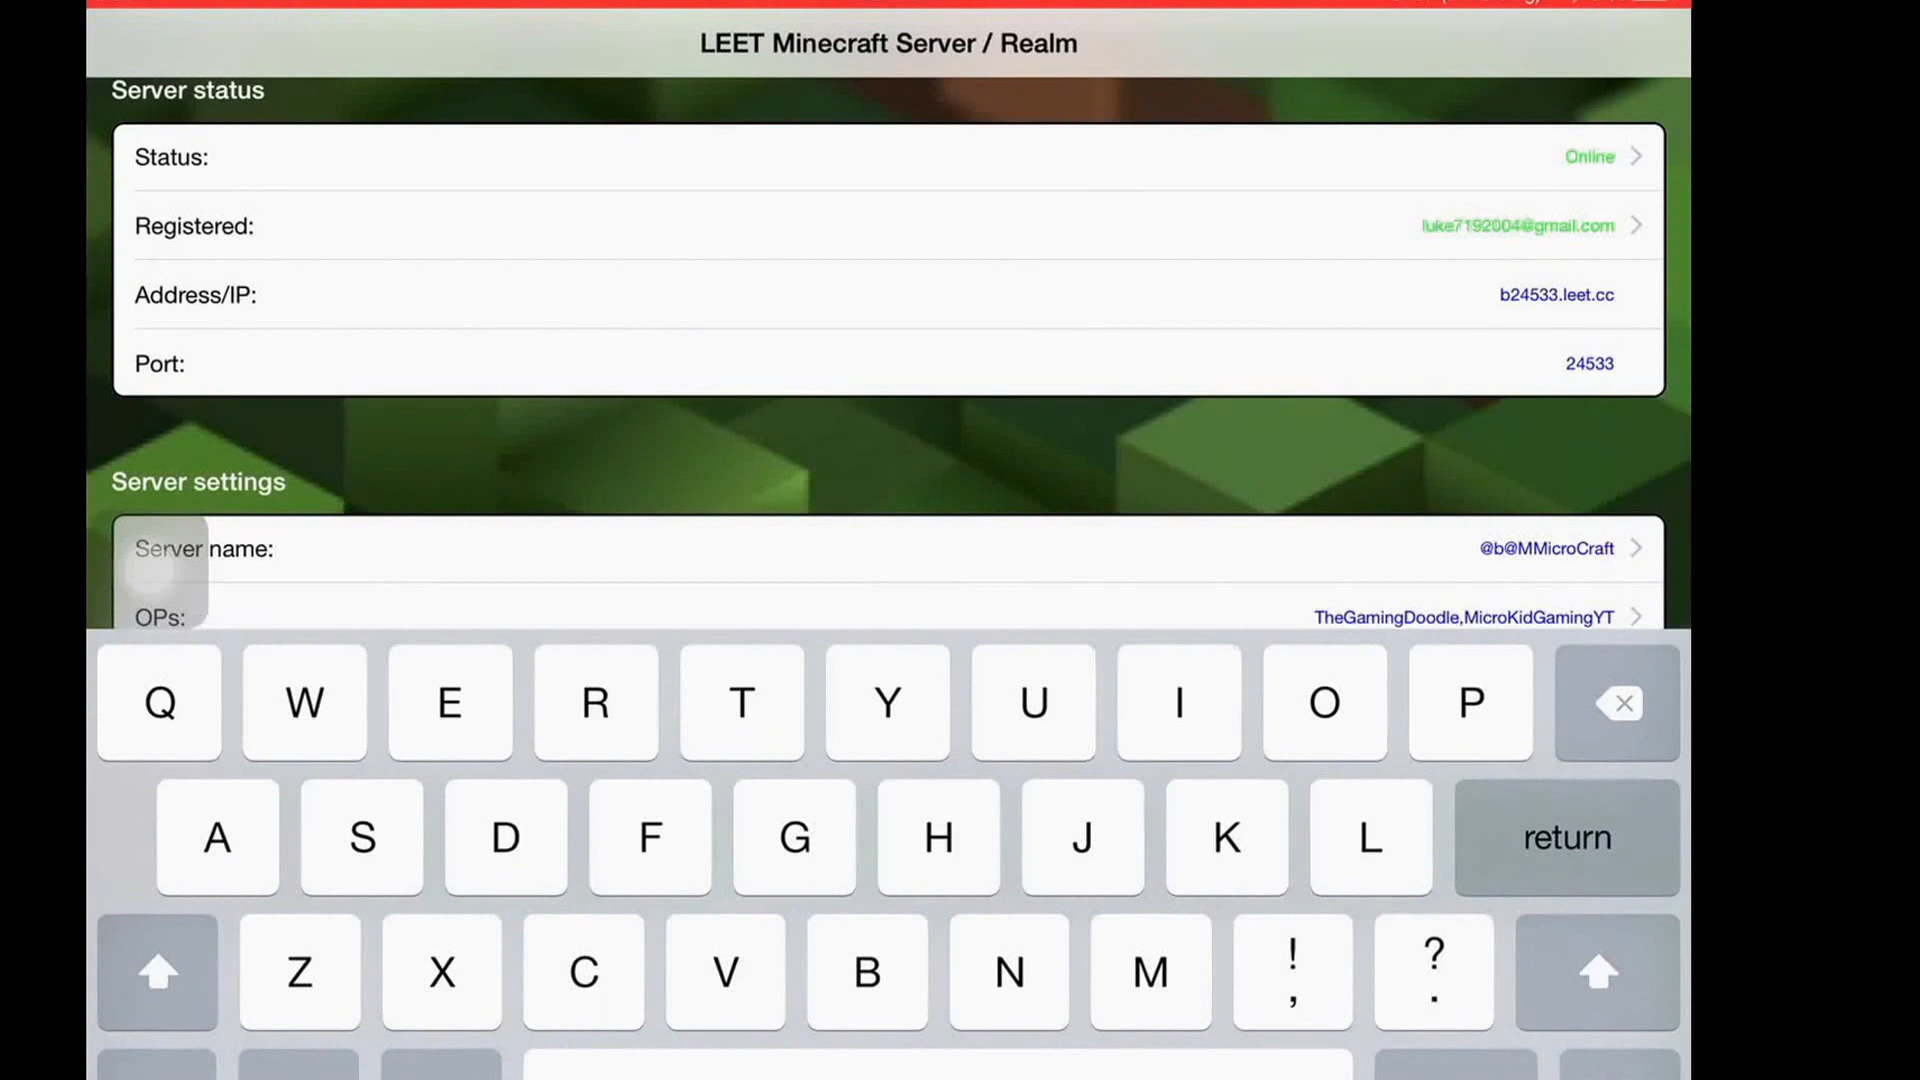 LEET Minecraft Server / Realm
Server status
Status: Online
Registered: luke7192004@gmail.com
Address/IP: b24533.leet.cc
Port: 24533
Server settings
Server name: @b@MMicroCraft
OPs: TheGamingDoodle,MicroKidGamingYT
Q W E R T Y U I O P
A S D F G H J K L return
Z X C V B N M ! , ? .